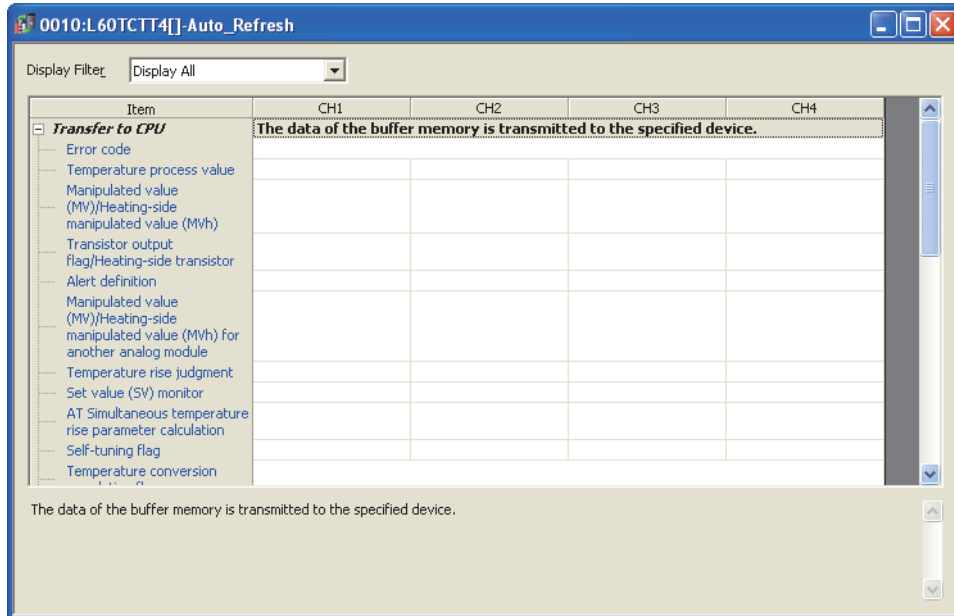 0010:L60TCTT4[]-Auto_Refresh
Display Filter Display All
Item CH1 CH2 CH3 CH4
Transfer to CPU The data of the buffer memory is transmitted to the specified device.
Error code
Temperature process value
Manipulated value
(MV)/Heating-side
manipulated value (MVh)
Transistor output
flag/Heating-side transistor
Alert definition
Manipulated value
(MV)/Heating-side
manipulated value (MVh) for
another analog module
Temperature rise judgment
Set value (SV) monitor
AT Simultaneous temperature
rise parameter calculation
Self-tuning flag
Temperature conversion
The data of the buffer memory is transmitted to the specified device.